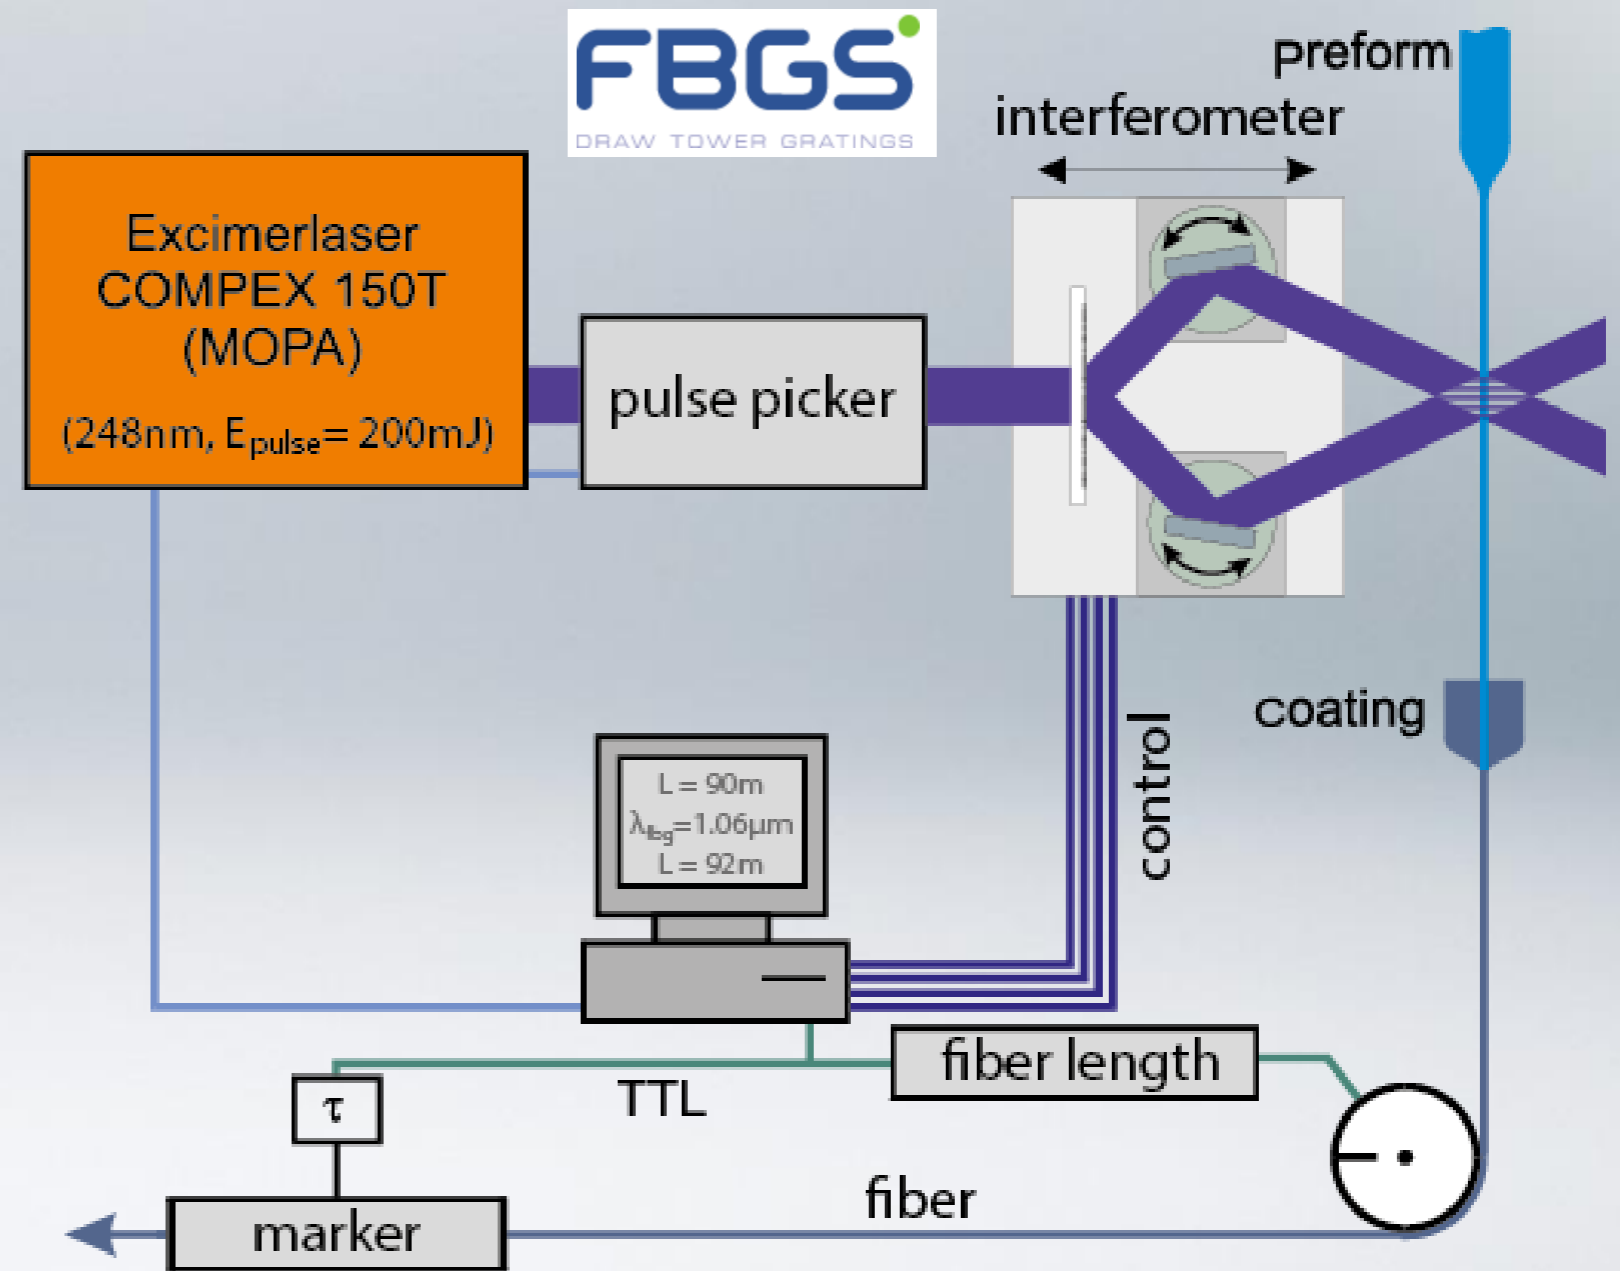 FBGS
DRAW TOWER GRATINGS
preform
interferometer
Excimerlaser
COMPEX 150T
(MOPA)
(248nm, Epulse= 200mJ)
pulse picker
coating
control
L = 90m
λfbg=1.06µm
L = 92m
fiber length
TTL
τ
fiber
marker